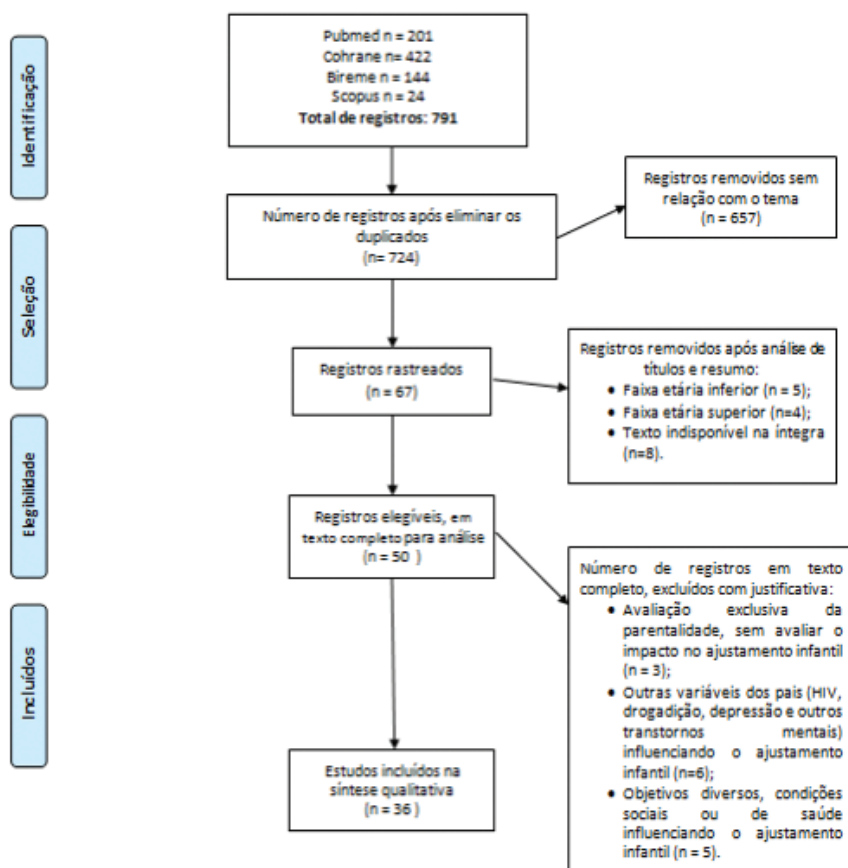 Identificação
Pubmed n = 201
Cohrane n= 422
Bireme n = 144
Scopus n = 24
Total de registros: 791
Registros removidos sem
relação com o tema
(n = 657)
Número de registros após eliminar os
duplicados
(n= 724)
Seleção
Registros rastreados
(n = 67)
Registros removidos após análise de
títulos e resumo:
• Faixa etária inferior (n = 5);
• Faixa etária superior (n=4);
• Texto indisponível na íntegra
(n=8).
Elegibilidade
Registros elegíveis, em
texto completo para análise
(n = 50 )
Número de registros em texto
completo, excluídos com justificativa:
• Avaliação exclusiva da
parentalidade, sem avaliar o
impacto no ajustamento infantil
(n = 3);
• Outras variáveis dos pais (HIV,
drogadição, depressão e outros
transtornos mentais)
influenciando o ajustamento
infantil (n=6);
• Objetivos diversos, condições
sociais ou de saúde
influenciando o ajustamento
infantil (n = 5).
Incluídos
Estudos incluídos na
síntese qualitativa
(n = 36 )